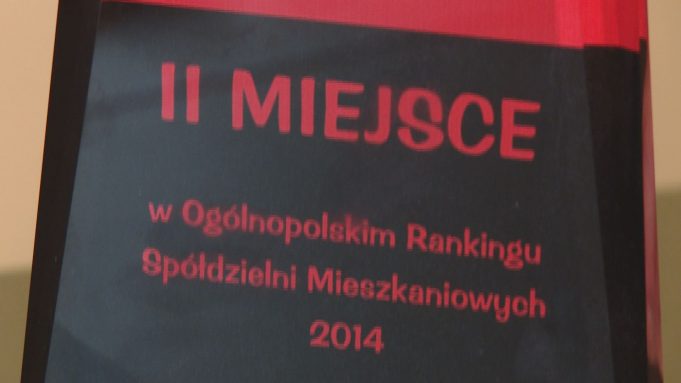 II MIEJSCE
w Ogólnopolskim Rankingu
Spółdzielni Mieszkaniowych
2014